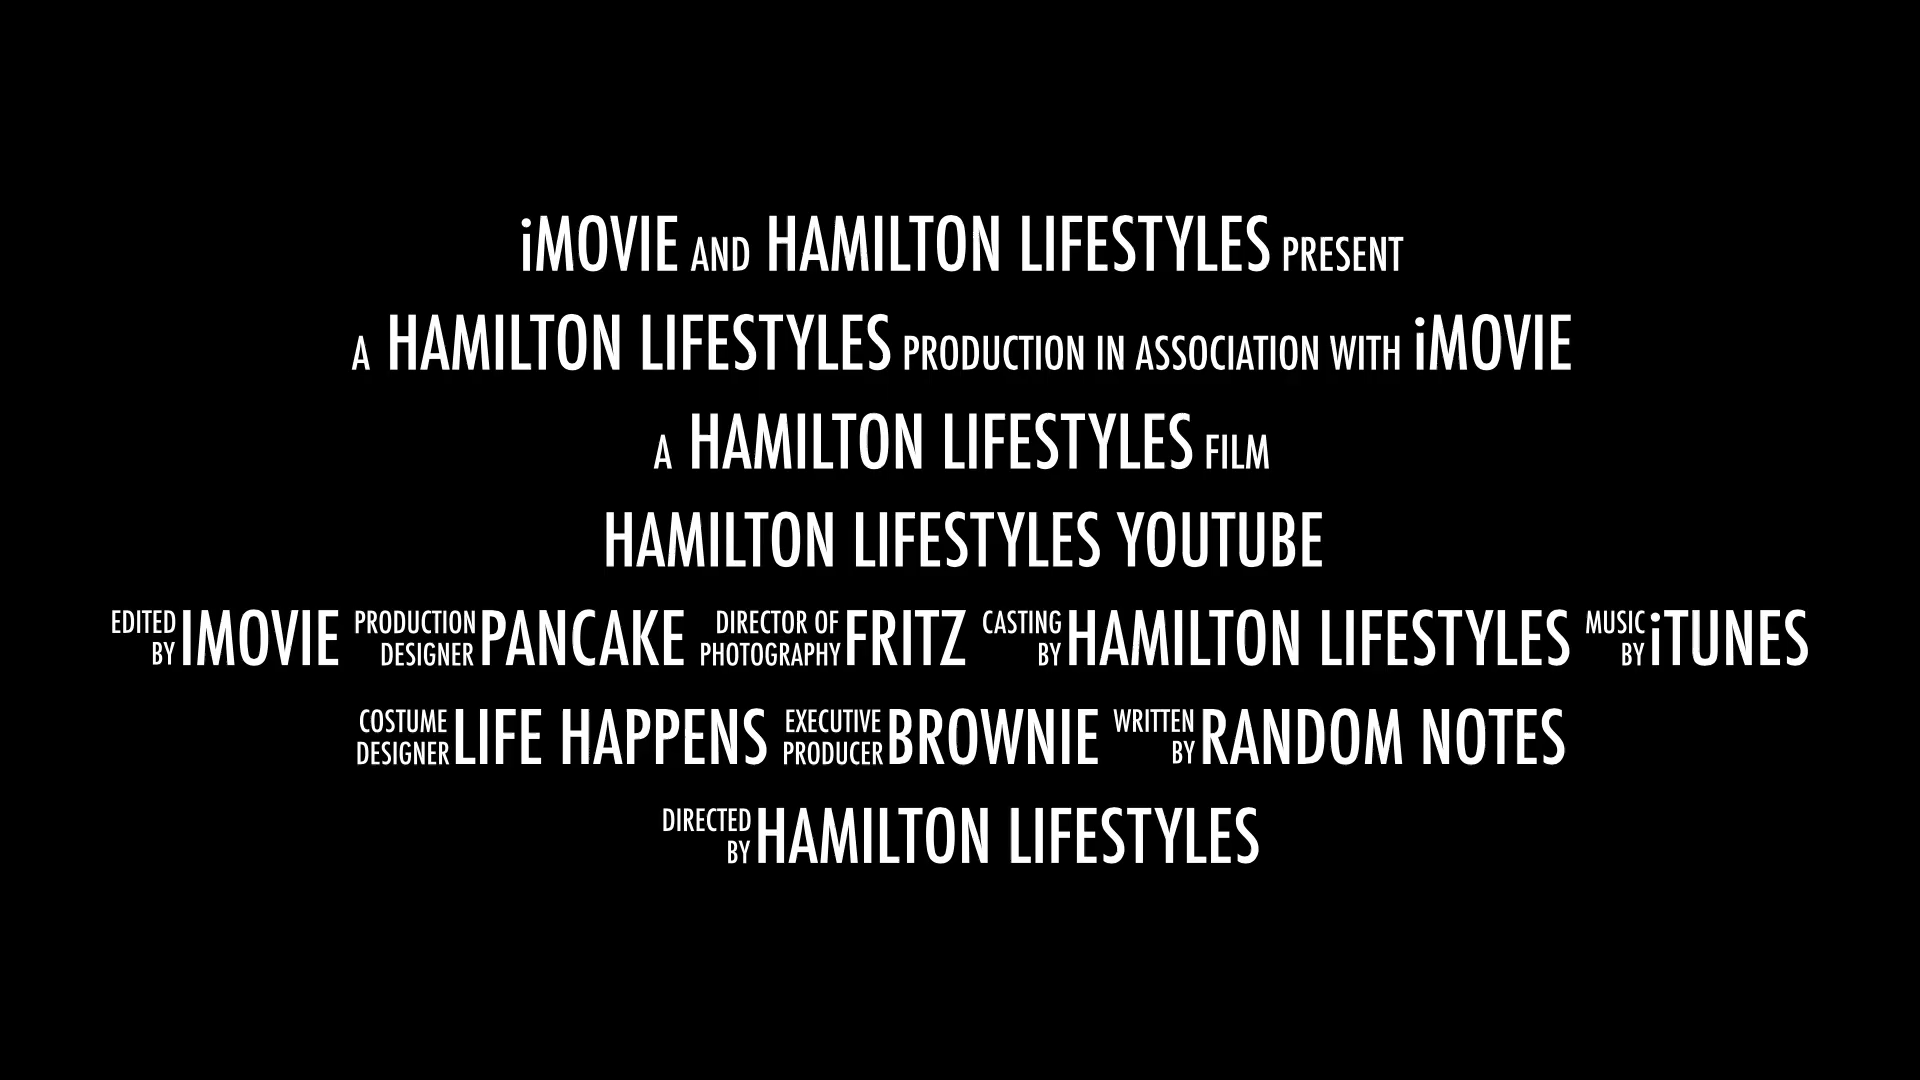 iMOVIE AND HAMILTON LIFESTYLES PRESENT
A HAMILTON LIFESTYLES PRODUCTION IN ASSOCIATION WITH iMOVIE
A HAMILTON LIFESTYLES FILM
HAMILTON LIFESTYLES YOUTUBE
EDITED BY IMOVIE PRODUCTION DESIGNER PANCAKE DIRECTOR OF PHOTOGRAPHY FRITZ CASTING BY HAMILTON LIFESTYLES MUSIC BY iTUNES
COSTUME DESIGNER LIFE HAPPENS EXECUTIVE PRODUCER BROWNIE WRITTEN BY RANDOM NOTES
DIRECTED BY HAMILTON LIFESTYLES